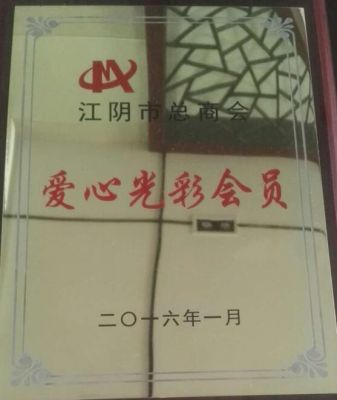 江阴市总商会
爱心光彩会员
二〇一六年一月